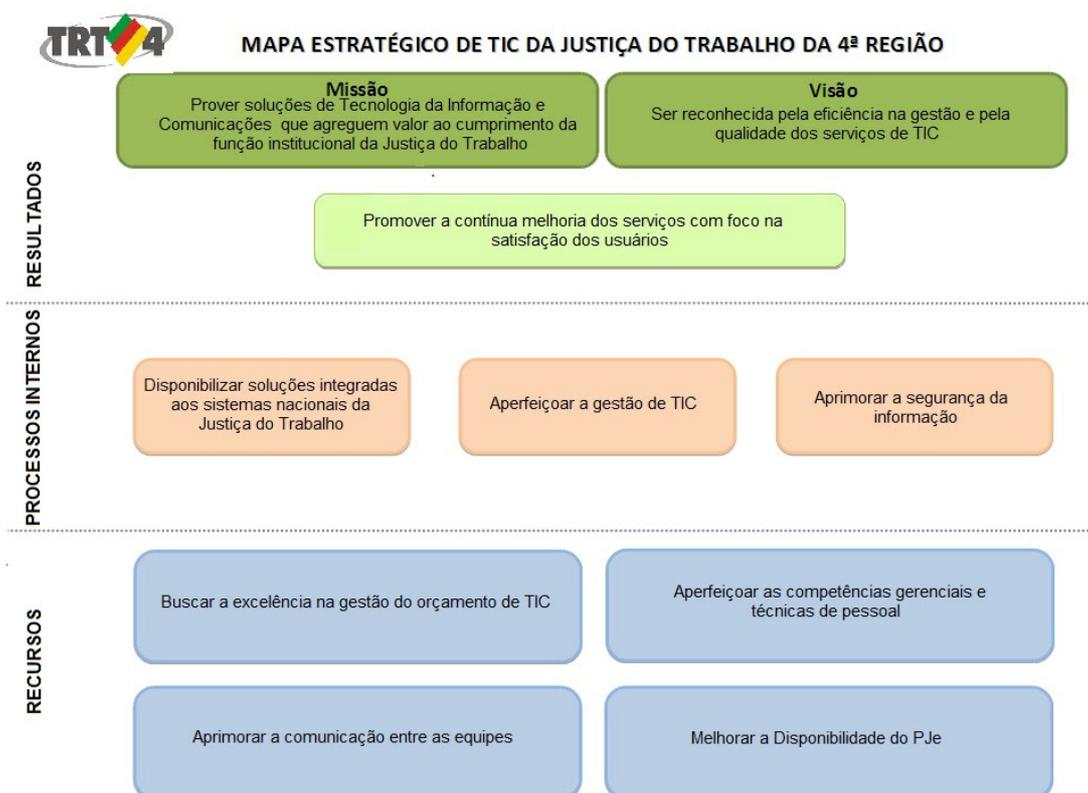 TRT 4
MAPA ESTRATÉGICO DE TIC DA JUSTIÇA DO TRABALHO DA 4ª REGIÃO
Missão
Prover soluções de Tecnologia da Informação e
Comunicações que agreguem valor ao cumprimento da
função institucional da Justiça do Trabalho
Visão
Ser reconhecida pela eficiência na gestão e pela
qualidade dos serviços de TIC
RESULTADOS
Promover a contínua melhoria dos serviços com foco na
satisfação dos usuários
PROCESSOS INTERNOS
Disponibilizar soluções integradas
aos sistemas nacionais da
Justiça do Trabalho
Aperfeiçoar a gestão de TIC
Aprimorar a segurança da
informação
RECURSOS
Buscar a excelência na gestão do orçamento de TIC
Aperfeiçoar as competências gerenciais e
técnicas de pessoal
Aprimorar a comunicação entre as equipes
Melhorar a Disponibilidade do PJe